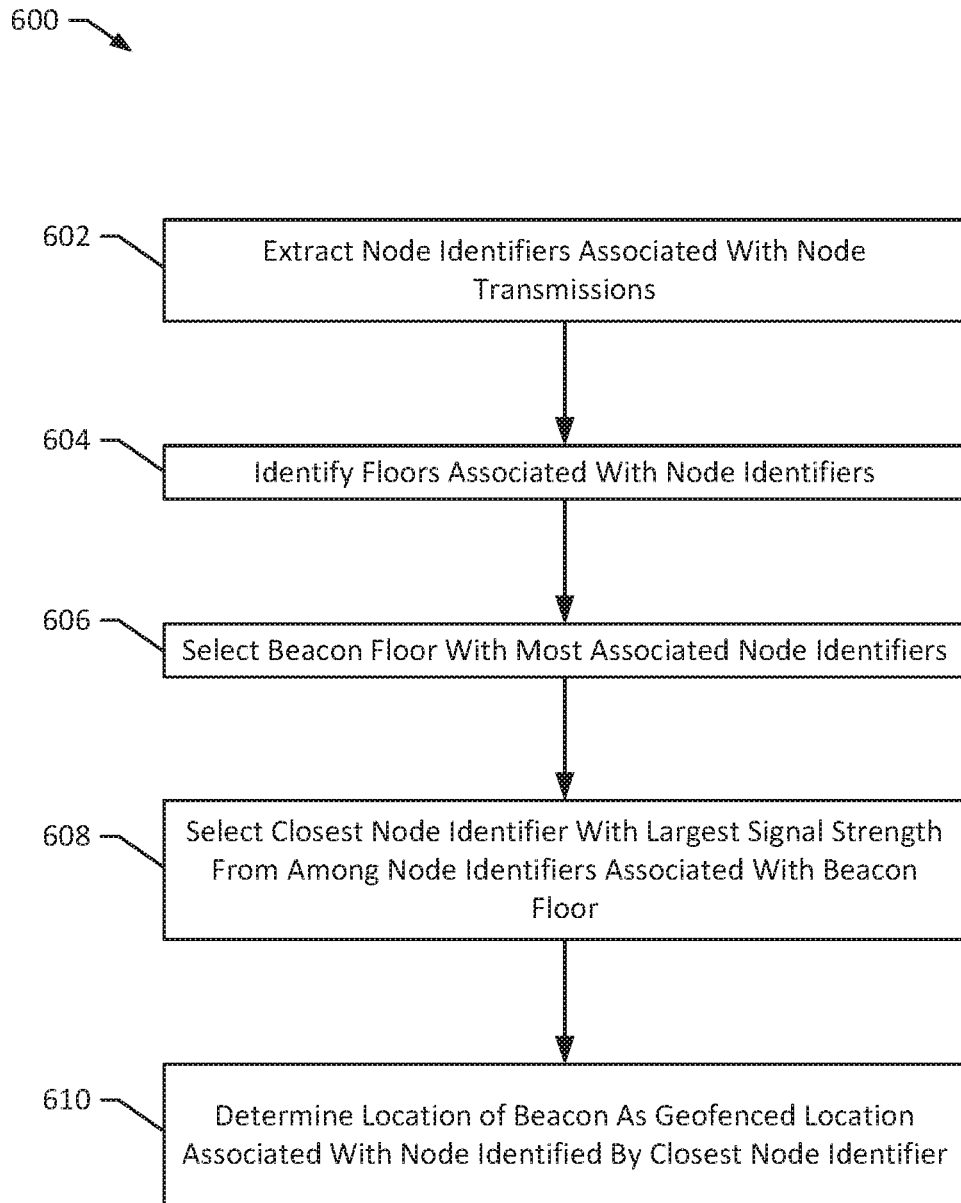 600
602
Extract Node Identifiers Associated With Node
Transmissions
604
Identify Floors Associated With Node Identifiers
606
Select Beacon Floor With Most Associated Node Identifiers
608
Select Closest Node Identifier With Largest Signal Strength
From Among Node Identifiers Associated With Beacon
Floor
610
Determine Location of Beacon As Geofenced Location
Associated With Node Identified By Closest Node Identifier